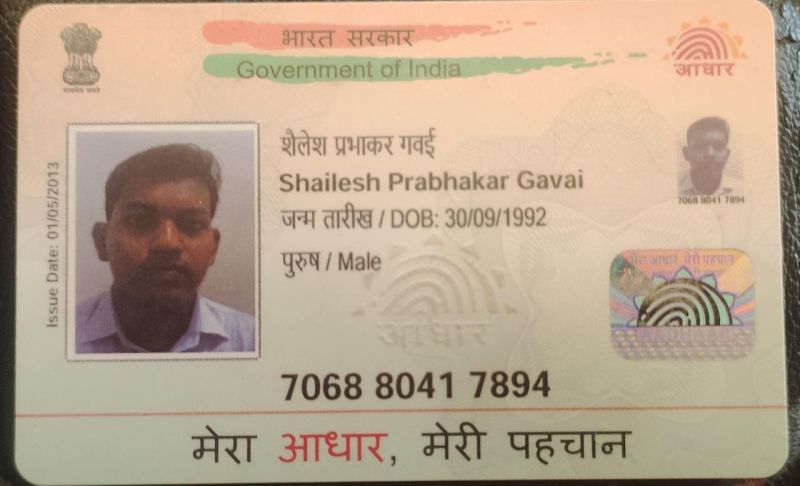 भारत सरकार
Government of India
आधार
सत्यमेव जयते
शैलेश प्रभाकर गवई
Shailesh Prabhakar Gavai
जन्म तारीख / DOB: 30/09/1992
पुरुष / Male
Issue Date: 01/05/2013
7068 8041 7894
मेरा आधार, मेरी पहचान
AADHAAR
आधार
7068 8041 7894
मेरा आधार, मेरी पहचान